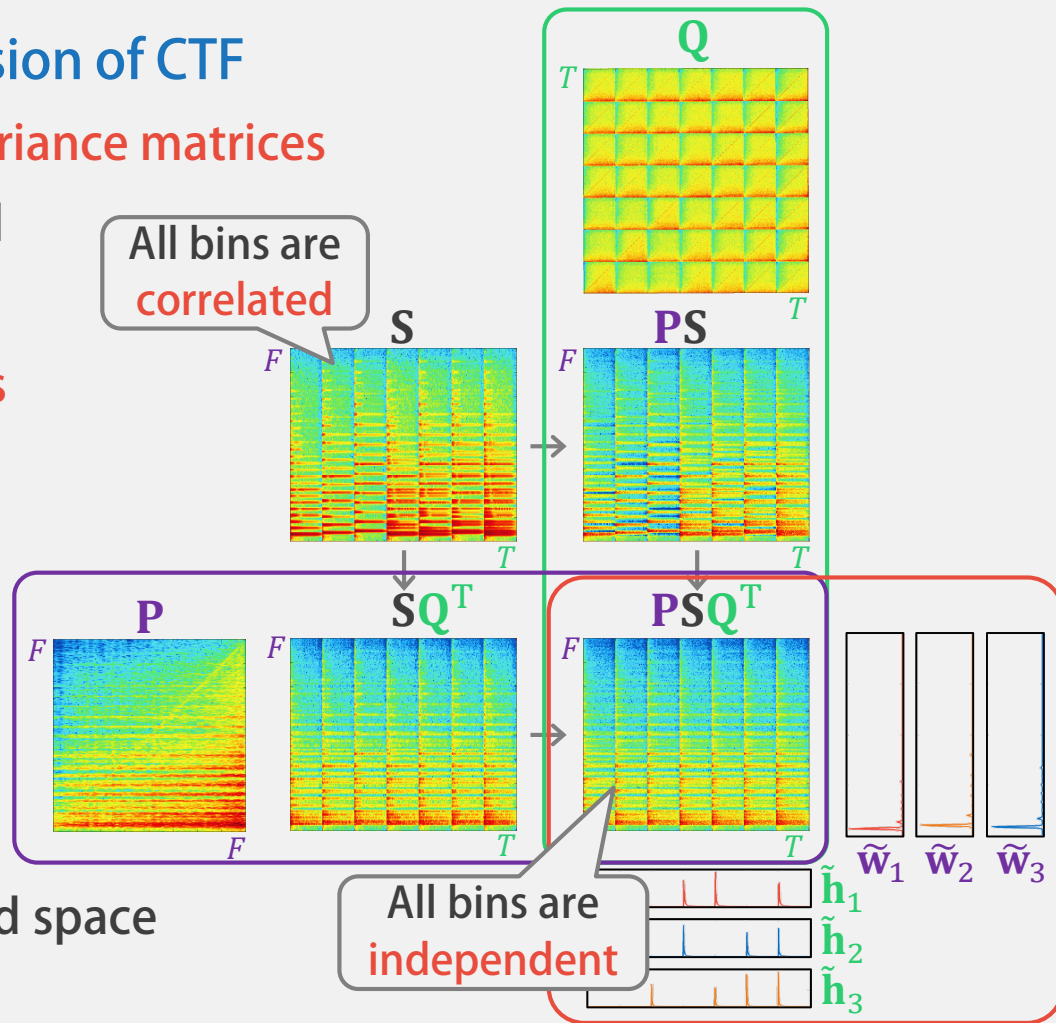 sion of CTF
riance matrices
d
s
d space
Q
T
T
All bins are
correlated
S
F
T
PS
F
T
P
F
F
SQᵀ
F
T
PSQᵀ
F
T
w̃₁
w̃₂
w̃₃
All bins are
independent
h̃₁
h̃₂
h̃₃